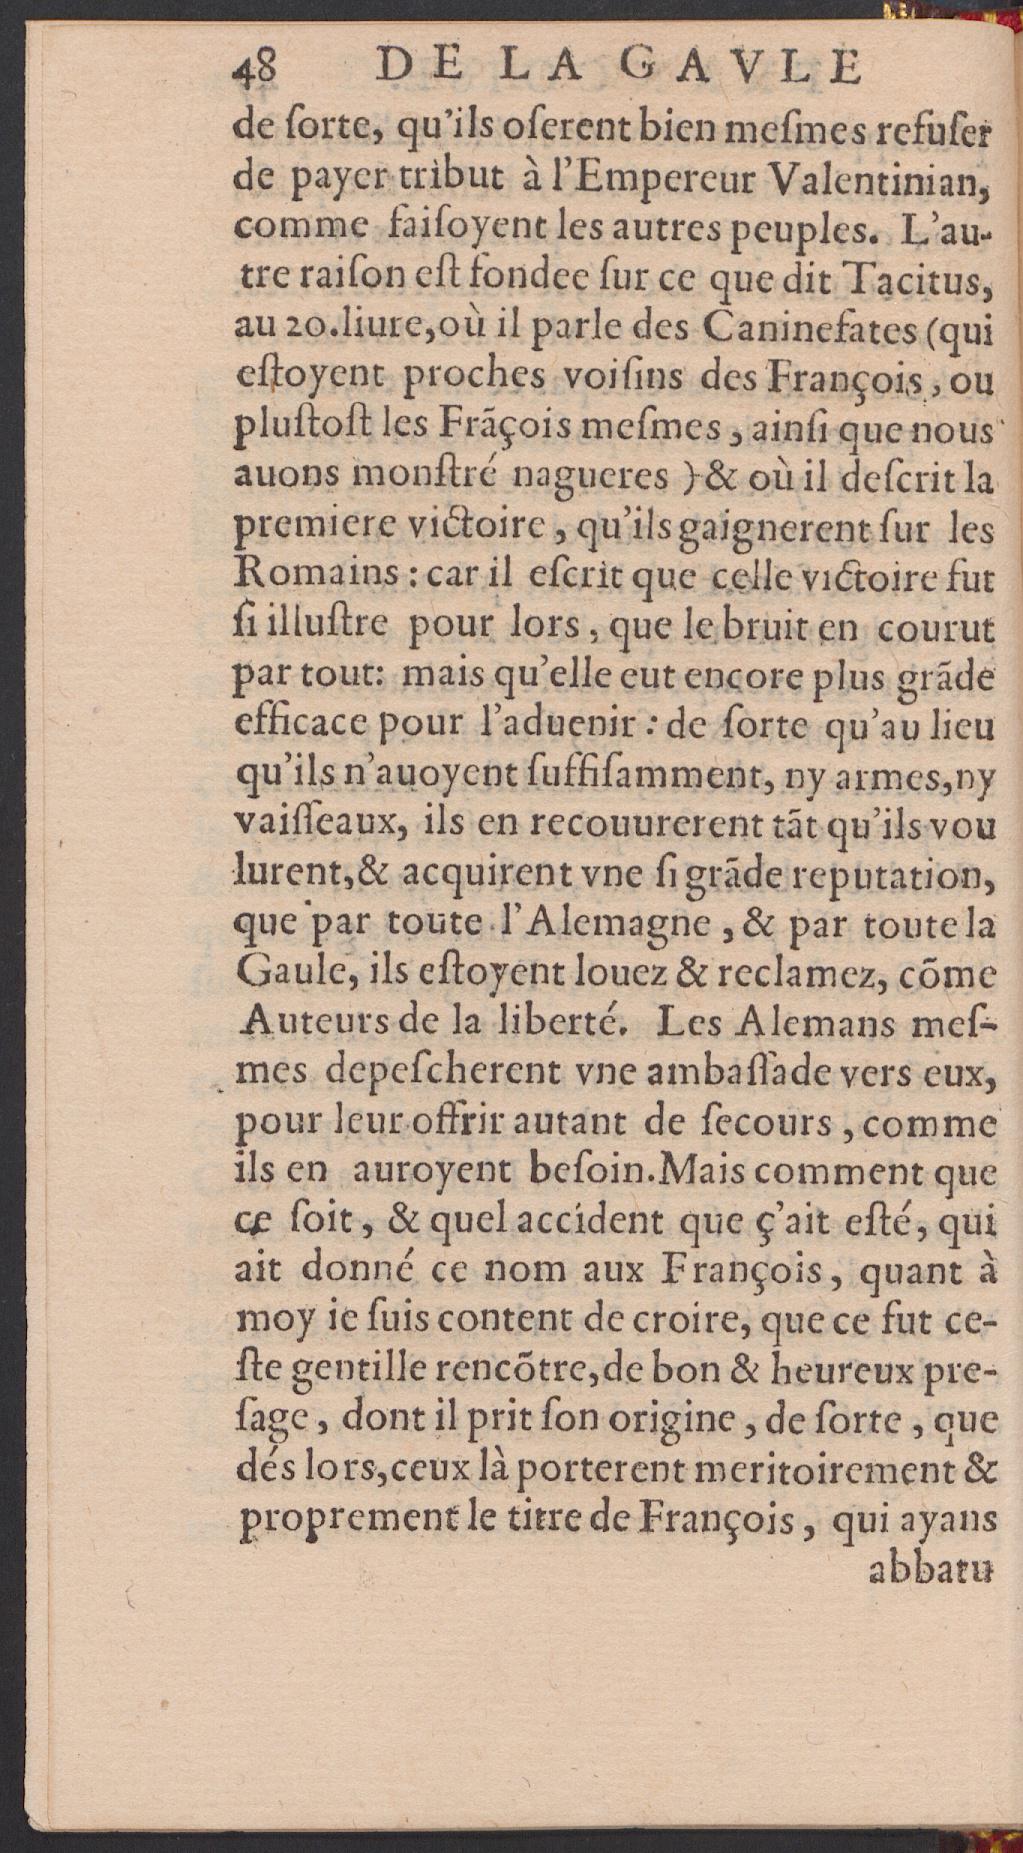 48 DE LA GAVLE
de ſorte, qu'ils oſerent bien meſmes refuſer
de payer tribut à l'Empereur Valentinian,
comme faiſoyent les autres peuples. L'au-
tre raiſon eſt fondee ſur ce que dit Tacitus,
au 20.liure,où il parle des Caninefates (qui
eſtoyent proches voiſins des François, ou
pluſtoſt les Frãçois meſmes, ainſi que nous
auons monſtré nagueres )& où il deſcrit la
premiere victoire, qu'ils gaignerent ſur les
Romains : car il eſcrit que celle victoire fut
ſi illuſtre pour lors, que le bruit en courut
par tout: mais qu'elle eut encore plus grãde
efficace pour l'aduenir : de ſorte qu'au lieu
qu'ils n'auoyent ſuffiſamment, ny armes,ny
vaiſſeaux, ils en recouurerent tãt qu'ils vou
lurent,& acquirent vne ſi grãde reputation,
que par toute l'Alemagne, & par toute la
Gaule, ils eſtoyent louez & reclamez, cõme
Auteurs de la liberté. Les Alemans meſ-
mes depeſcherent vne ambaſſade vers eux,
pour leur offrir autant de ſecours, comme
ils en auroyent beſoin.Mais comment que
ce ſoit, & quel accident que ç'ait eſté, qui
ait donné ce nom aux François, quant à
moy ie ſuis content de croire, que ce fut ce-
ſte gentille rencõtre,de bon & heureux pre-
ſage, dont il prit ſon origine, de ſorte, que
dés lors,ceux là porterent meritoirement &
proprement le titre de François, qui ayans
abbatu